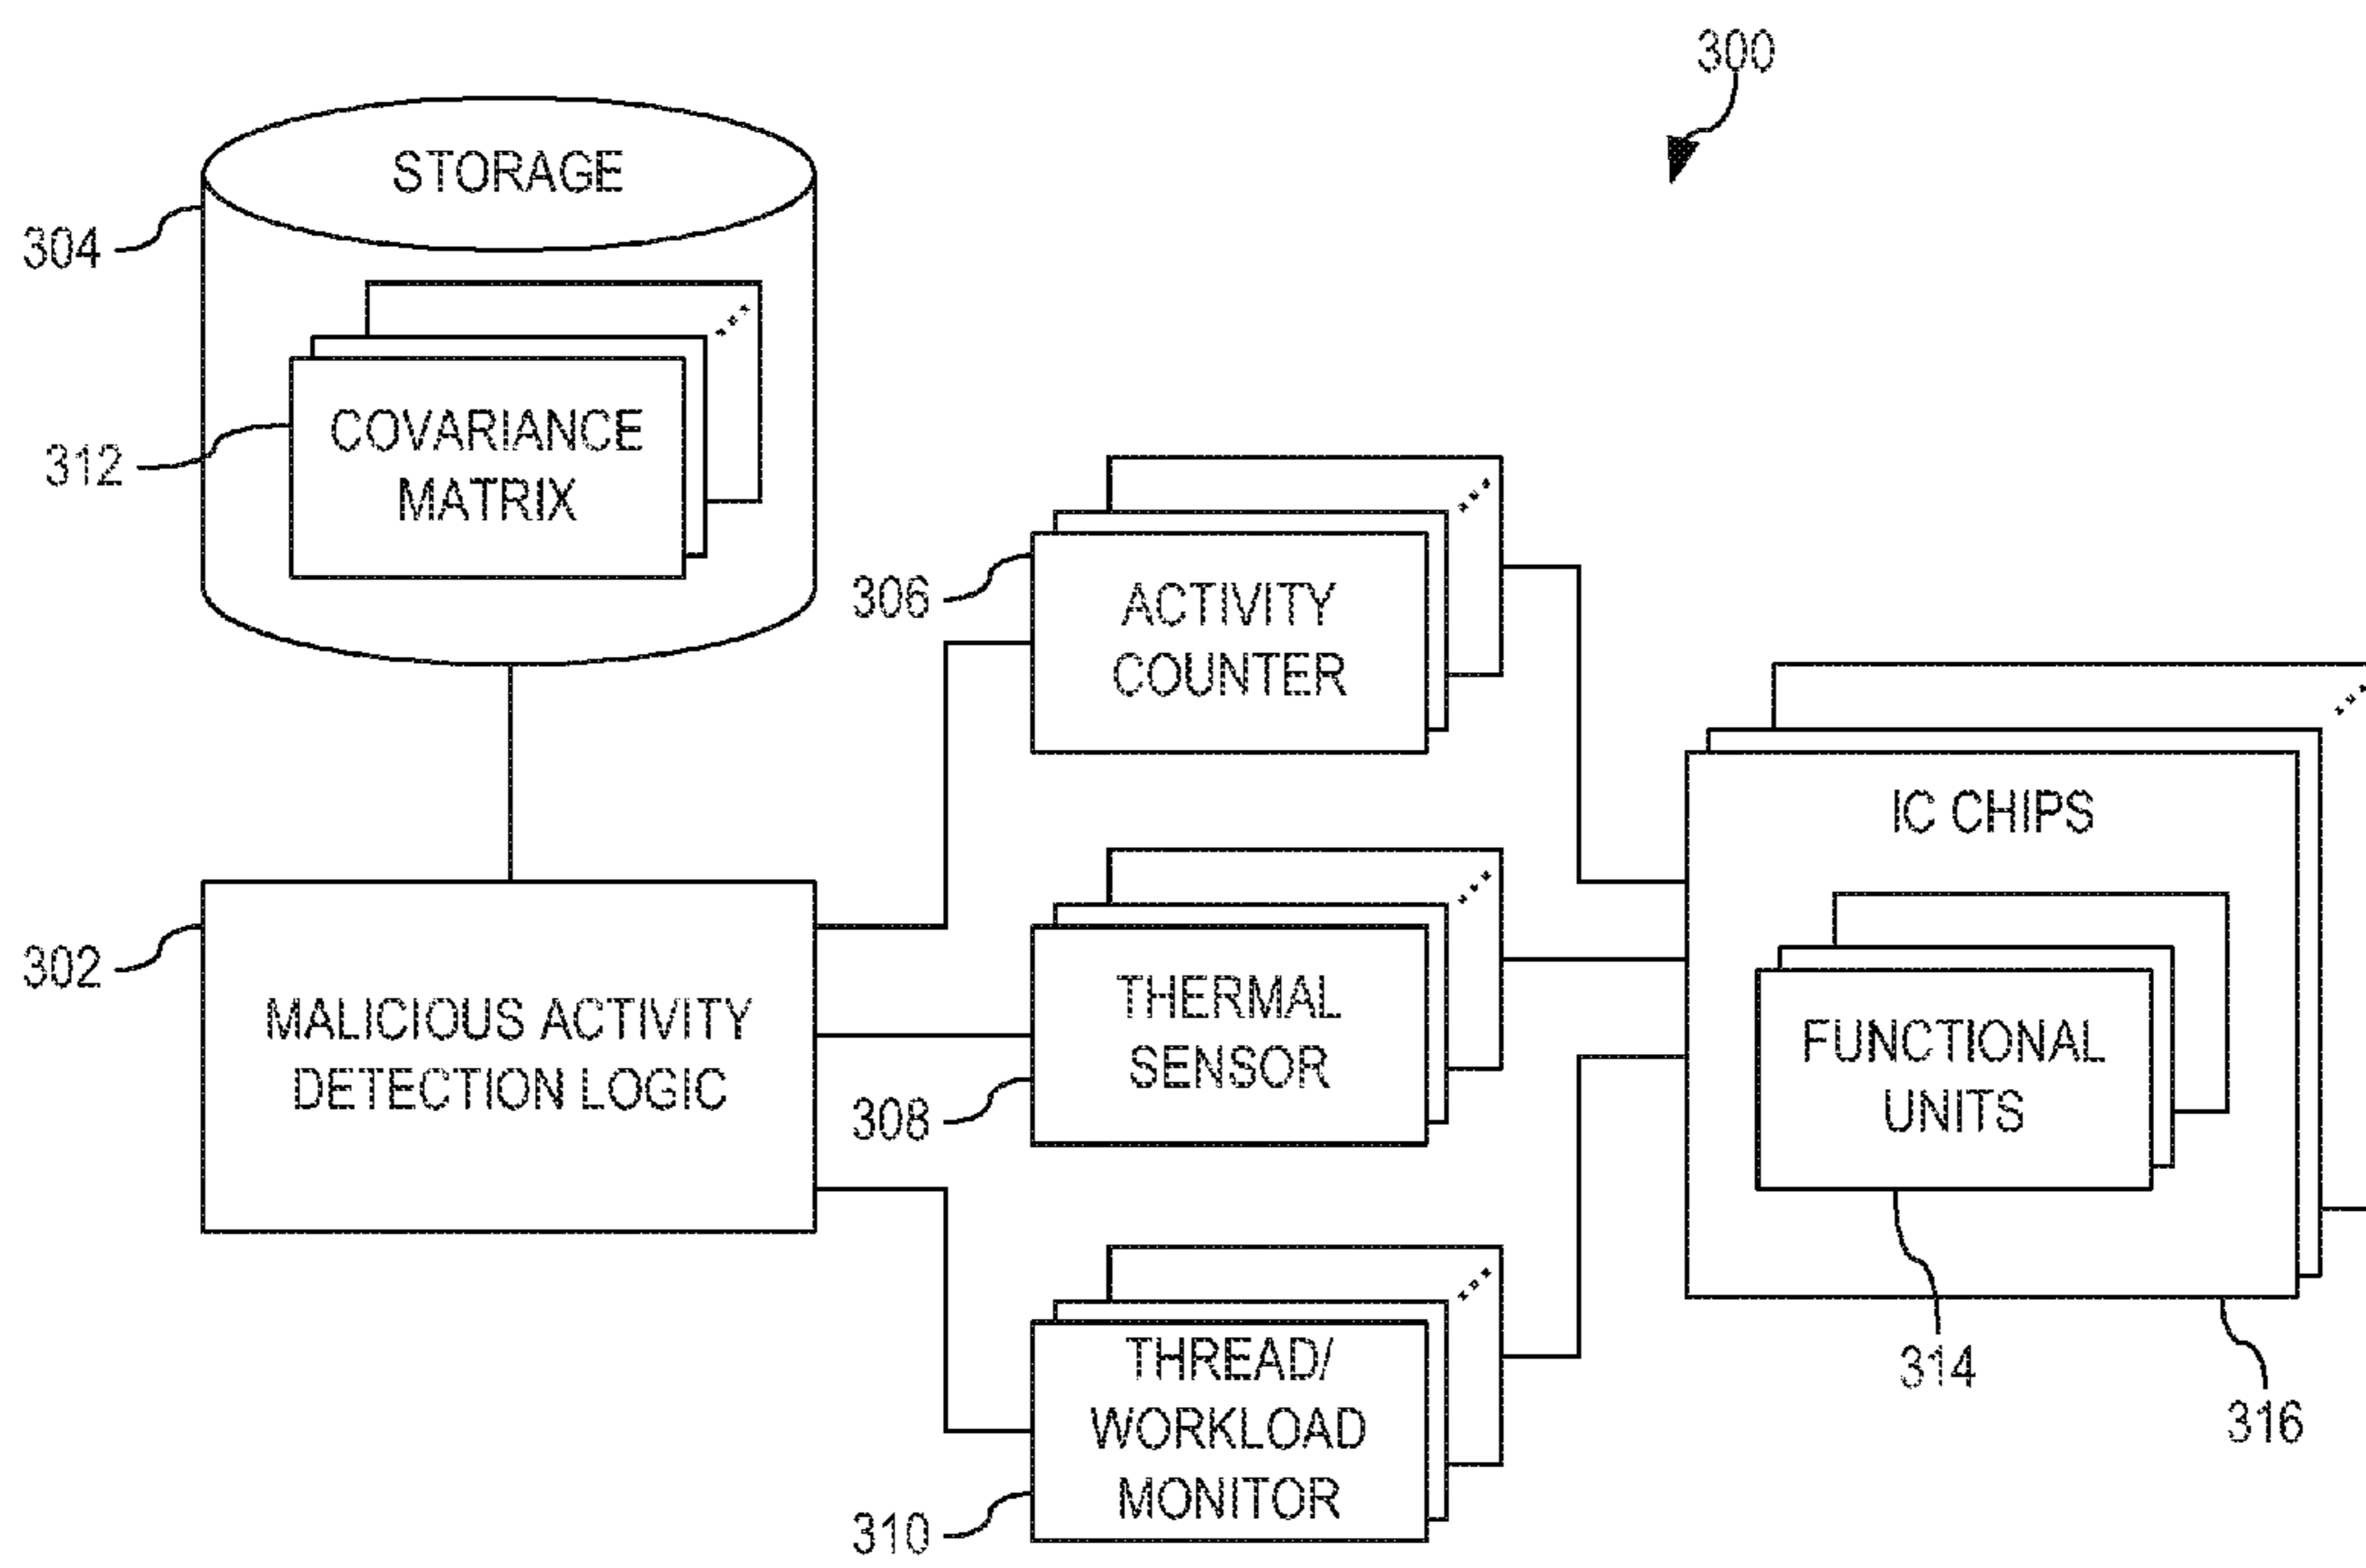 300
STORAGE
304
COVARIANCE
MATRIX
312
306
ACTIVITY
COUNTER
IC CHIPS
302
MALICIOUS ACTIVITY
DETECTION LOGIC
THERMAL
SENSOR
308
FUNCTIONAL
UNITS
314
316
THREAD/
WORKLOAD
MONITOR
310